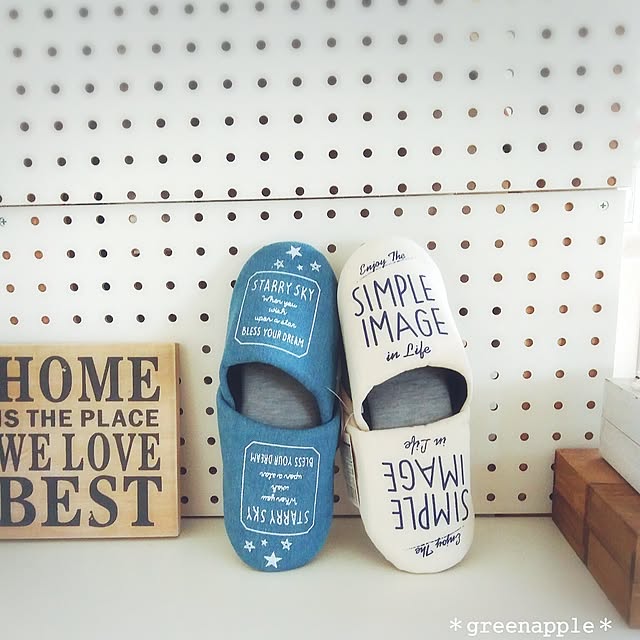 HOME
IS THE PLACE
WE LOVE
BEST
STARRY SKY
When you
wish
upon a star
BLESS YOUR DREAM
BLESS YOUR DREAM
upon a star
wish
When you
STARRY SKY
Enjoy The
SIMPLE
IMAGE
in Life
in Life
IMAGE
SIMPLE
Enjoy The
*greenapple*